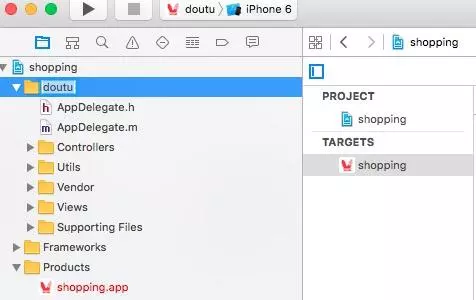 doutu 〉 iPhone 6
shopping
doutu
AppDelegate.h
AppDelegate.m
Controllers
Utils
Vendor
Views
Supporting Files
Frameworks
Products
shopping.app
shopping
PROJECT
shopping
TARGETS
shopping